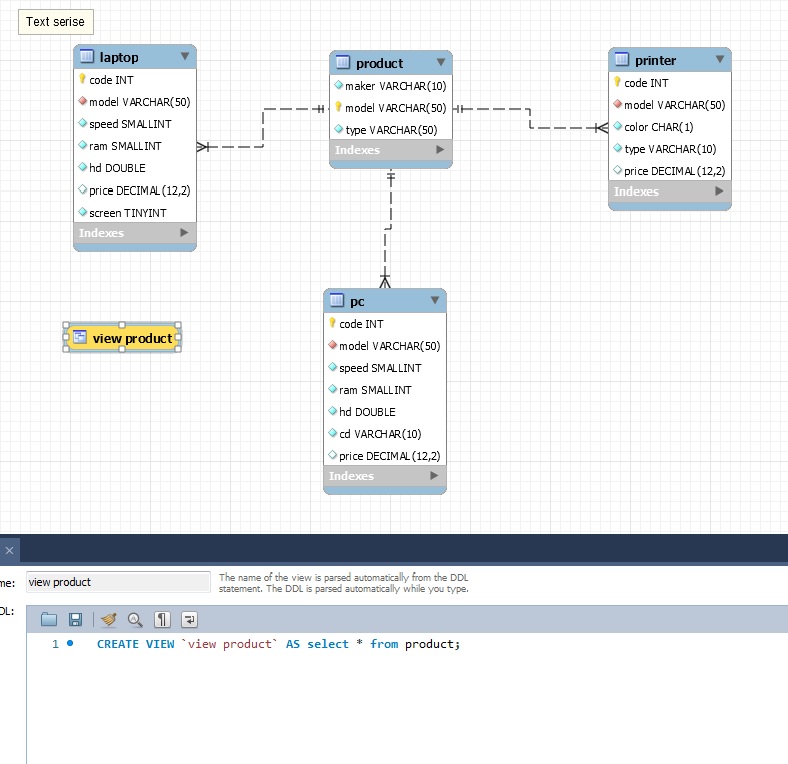 Text serise
laptop
code INT
model VARCHAR(50)
speed SMALLINT
ram SMALLINT
hd DOUBLE
price DECIMAL(12,2)
screen TINYINT
Indexes
product
maker VARCHAR(10)
model VARCHAR(50)
type VARCHAR(50)
Indexes
printer
code INT
model VARCHAR(50)
color CHAR(1)
type VARCHAR(10)
price DECIMAL(12,2)
Indexes
view product
pc
code INT
model VARCHAR(50)
speed SMALLINT
ram SMALLINT
hd DOUBLE
cd VARCHAR(10)
price DECIMAL(12,2)
Indexes
me: view product
The name of the view is parsed automatically from the DDL
statement. The DDL is parsed automatically while you type.
DL:
1 CREATE VIEW `view product` AS select * from product;